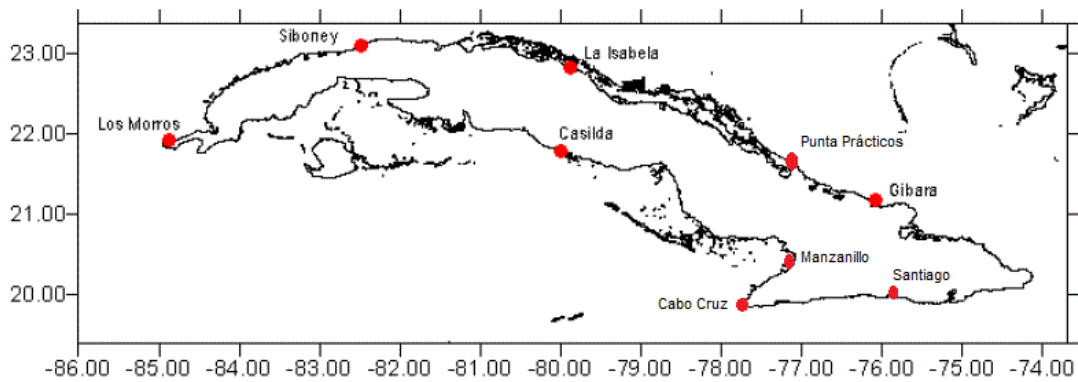 23.00
Siboney
La Isabela
22.00
Los Morros
Casilda
Punta Prácticos
21.00
Gibara
Manzanillo
20.00
Santiago
Cabo Cruz
-86.00 -85.00 -84.00 -83.00 -82.00 -81.00 -80.00 -79.00 -78.00 -77.00 -76.00 -75.00 -74.00